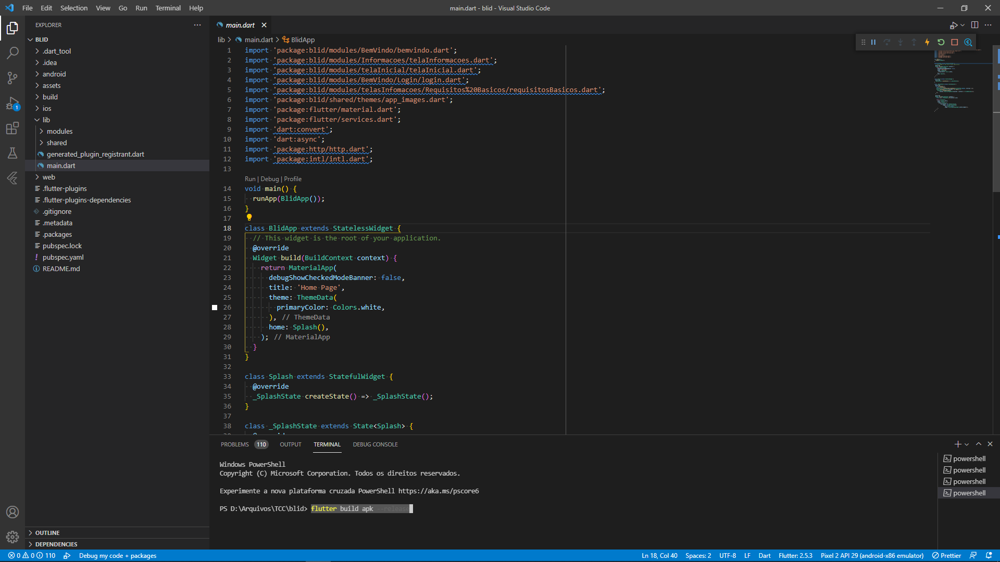 File Edit Selection View Go Run Terminal Help
main.dart - blid - Visual Studio Code
EXPLORER
BLID
.dart_tool
.idea
android
assets
build
ios
lib
modules
shared
generated_plugin_registrant.dart
main.dart
web
.flutter-plugins
.flutter-plugins-dependencies
.gitignore
.metadata
.packages
pubspec.lock
! pubspec.yaml
README.md
OUTLINE
DEPENDENCIES
1
main.dart
lib > main.dart > BlidApp
1 import 'package:blid/modules/BemVindo/bemvindo.dart';
2 import 'package:blid/modules/Informacoes/telaInformacoes.dart';
3 import 'package:blid/modules/telaInicial/telaInicial.dart';
4 import 'package:blid/modules/BemVindo/Login/login.dart';
5 import 'package:blid/modules/telasInfomacoes/Requisitos%20Basicos/requisitosBasicos.dart';
6 import 'package:blid/shared/themes/app_images.dart';
7 import 'package:flutter/material.dart';
8 import 'package:flutter/services.dart';
9 import 'dart:convert';
10 import 'dart:async';
11 import 'package:http/http.dart';
12 import 'package:intl/intl.dart';
13
Run | Debug | Profile
14 void main() {
15 runApp(BlidApp());
16 }
17
18 class BlidApp extends StatelessWidget {
19 // This widget is the root of your application.
20 @override
21 Widget build(BuildContext context) {
22 return MaterialApp(
23 debugShowCheckedModeBanner: false,
24 title: 'Home Page',
25 theme: ThemeData(
26 primaryColor: Colors.white,
27 ), // ThemeData
28 home: Splash(),
29 ); // MaterialApp
30 }
31 }
32
33 class Splash extends StatefulWidget {
34 @override
35 _SplashState createState() => _SplashState();
36 }
37
38 class _SplashState extends State<Splash> {
PROBLEMS 110 OUTPUT TERMINAL DEBUG CONSOLE
Windows PowerShell
Copyright (C) Microsoft Corporation. Todos os direitos reservados.
Experimente a nova plataforma cruzada PowerShell https://aka.ms/pscore6
PS D:\Arquivos\TCC\blid> flutter build apk --release
powershell
powershell
powershell
powershell
0 0 110 Debug my code + packages
Ln 18, Col 40 Spaces: 2 UTF-8 LF Dart Flutter: 2.5.3 Pixel 2 API 29 (android-x86 emulator) Prettier